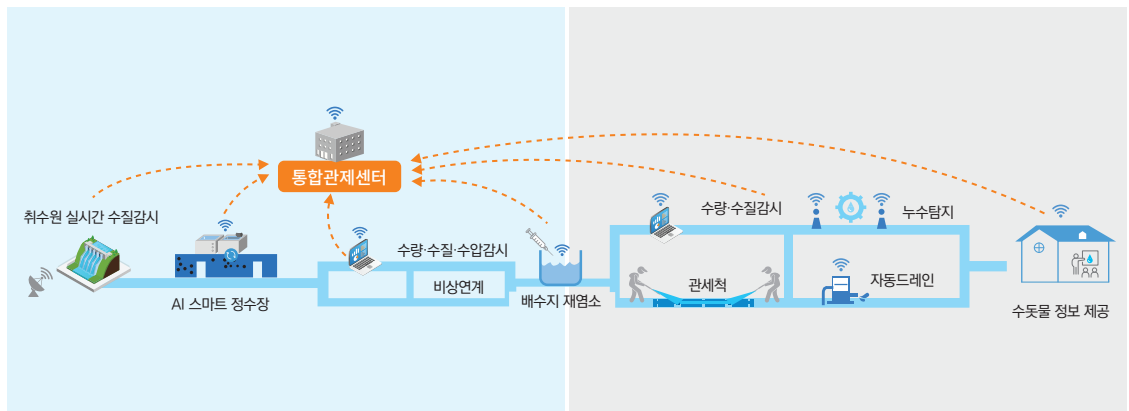 통합관제센터
취수원 실시간 수질감시
AI 스마트 정수장
수량·수질·수압감시
비상연계
배수지 재염소
수량·수질감시
누수탐지
관세척
자동드레인
수돗물 정보 제공